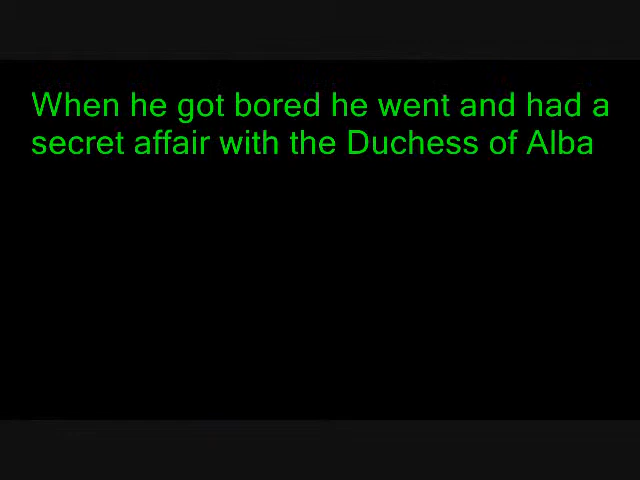 When he got bored he went and had a
secret affair with the Duchess of Alba